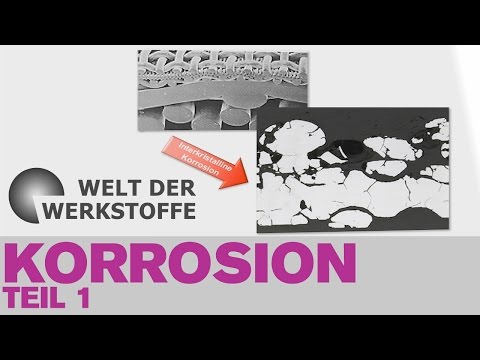 Interkristalline
Korrosion
WELT DER
WERKSTOFFE
KORROSION
TEIL 1